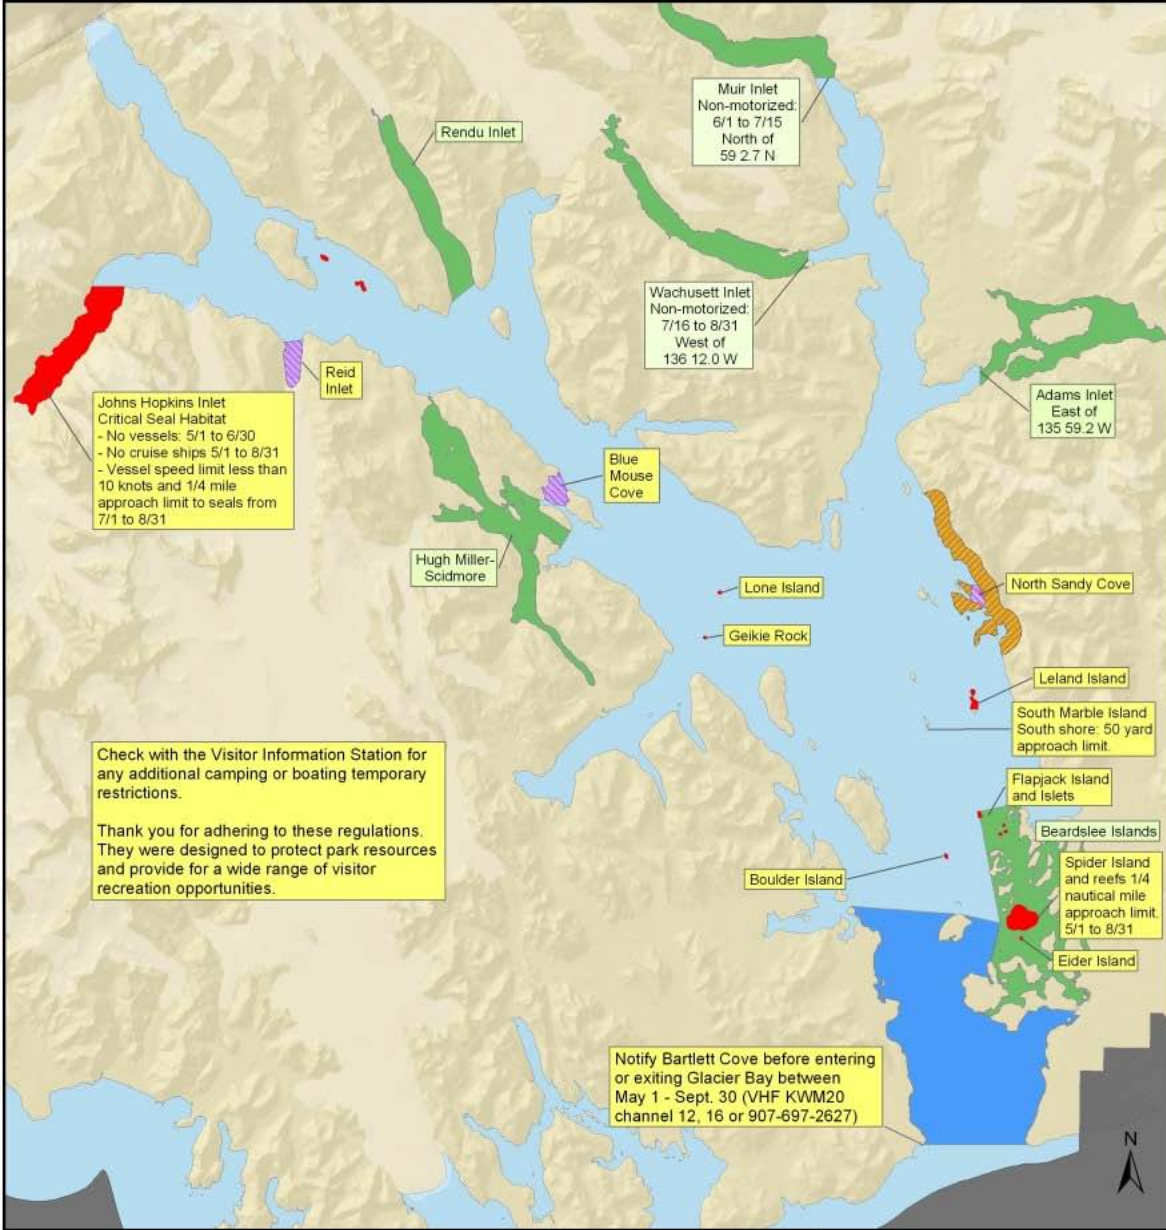 Muir Inlet
Non-motorized:
6/1 to 7/15
North of
59 2.7 N
Rendu Inlet
Wachusett Inlet
Non-motorized:
7/16 to 8/31
West of
136 12.0 W
Reid
Inlet
Johns Hopkins Inlet
Critical Seal Habitat
- No vessels: 5/1 to 6/30
- No cruise ships 5/1 to 8/31
- Vessel speed limit less than
10 knots and 1/4 mile
approach limit to seals from
7/1 to 8/31
Adams Inlet
East of
135 59.2 W
Blue
Mouse
Cove
Hugh Miller-
Scidmore
Lone Island
North Sandy Cove
Geikie Rock
Leland Island
South Marble Island
South shore: 50 yard
approach limit.
Check with the Visitor Information Station for
any additional camping or boating temporary
restrictions.
Thank you for adhering to these regulations.
They were designed to protect park resources
and provide for a wide range of visitor
recreation opportunities.
Flapjack Island
and Islets
Beardslee Islands
Boulder Island
Spider Island
and reefs 1/4
nautical mile
approach limit.
5/1 to 8/31
Eider Island
Notify Bartlett Cove before entering
or exiting Glacier Bay between
May 1 - Sept. 30 (VHF KWM20
channel 12, 16 or 907-697-2627)
N